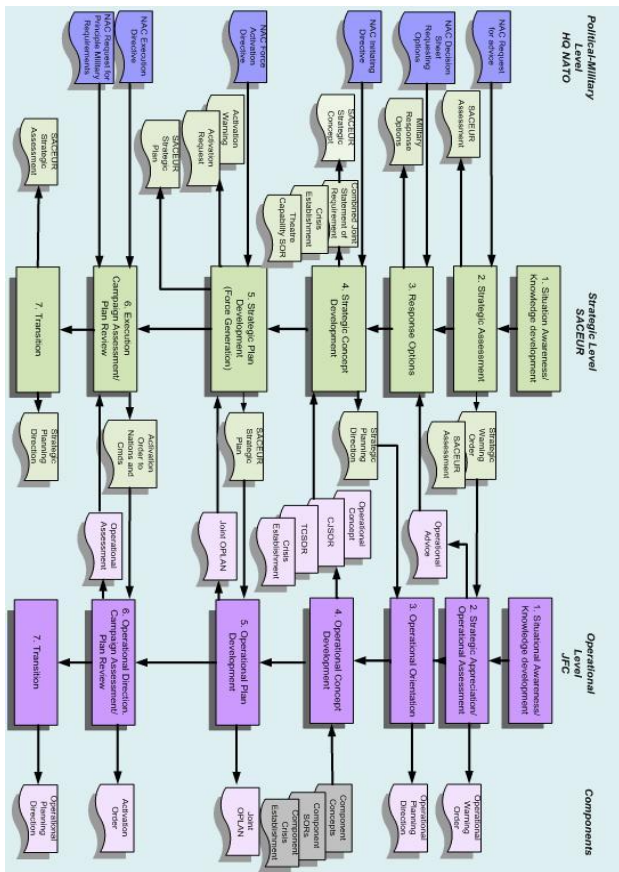 Political-Military
Level
HQ NATO
Strategic Level
SACEUR
Operational
Level
JFC
Components
1. Situation Awareness/
Knowledge development
1. Situational Awareness/
Knowledge development
NAC Request
for advice
SACEUR
Assessment
2. Strategic Assessment
Strategic
Warning
Order
SACEUR
Assessment
2. Strategic Appreciation/
Operational Assessment
Operational
Warning
Order
NAC Decision
Sheet
Requesting
Options
Military
Response
Options
3. Response Options
Operational
Advice
3. Operational Orientation
Operational
Planning
Direction
NAC Initiating
Directive
SACEUR
Strategic
Concept
Combined Joint
Statement of
Requirement
Crisis
Establishment
Theatre
Capability SOR
4. Strategic Concept
Development
Strategic
Planning
Direction
Operational
Concept
CJSOR
TCSOR
Crisis
Establishment
4. Operational Concept
Development
Component
Concepts
Component
SORs
Component
Crisis
Establishment
NAC Force
Activation
Directive
Activation
Warning
Activation
Request
SACEUR
Strategic Plan
5. Strategic Plan
Development
(Force Generation)
SACEUR
Strategic
Plan
Joint OPLAN
5. Operational Plan
Development
Joint
OPLAN
NAC Execution
Directive
NAC Request for
Principle Military
Requirements
6. Execution
Campaign Assessment/
Plan Review
Activation
Order to
Nations and
Cmds
Operational
Assessment
6. Operational Direction.
Campaign Assessment/
Plan Review
Activation
Order
SACEUR
Strategic
Assessment
7. Transition
Strategic
Planning
Direction
7. Transition
Operational
Planning
Direction